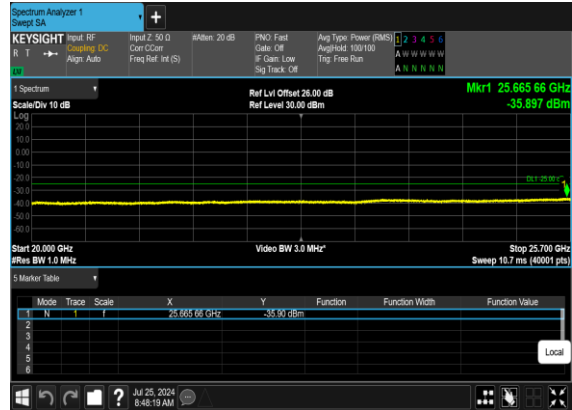 Spectrum Analyzer 1
Swept SA
+
KEYSIGHT
R T
Input: RF
Coupling: DC
Align: Auto
Input Z: 50 Ω
Corr CCorr
Freq Ref: Int (S)
#Atten: 20 dB
PNO: Fast
Gate: Off
IF Gain: Low
Sig Track: Off
Avg Type: Power (RMS)
Avg|Hold: 100/100
Trig: Free Run
1 2 3 4 5 6
A W W W W W
A N N N N N
1 Spectrum
Scale/Div 10 dB
Ref Lvl Offset 26.00 dB
Ref Level 30.00 dBm
Mkr1 25.665 66 GHz
-35.897 dBm
Log
20.0
10.0
0.00
-10.0
-20.0
-30.0
-40.0
-50.0
-60.0
1
Start 20.000 GHz
#Res BW 1.0 MHz
Video BW 3.0 MHz*
Stop 25.700 GHz
Sweep 10.7 ms (40001 pts)
5 Marker Table
Mode Trace Scale X Y Function Function Width Function Value
1 N 1 f 25.665 66 GHz -35.90 dBm
2
3
4
5
6
Local
?
Jul 25, 2024
8:48:19 AM